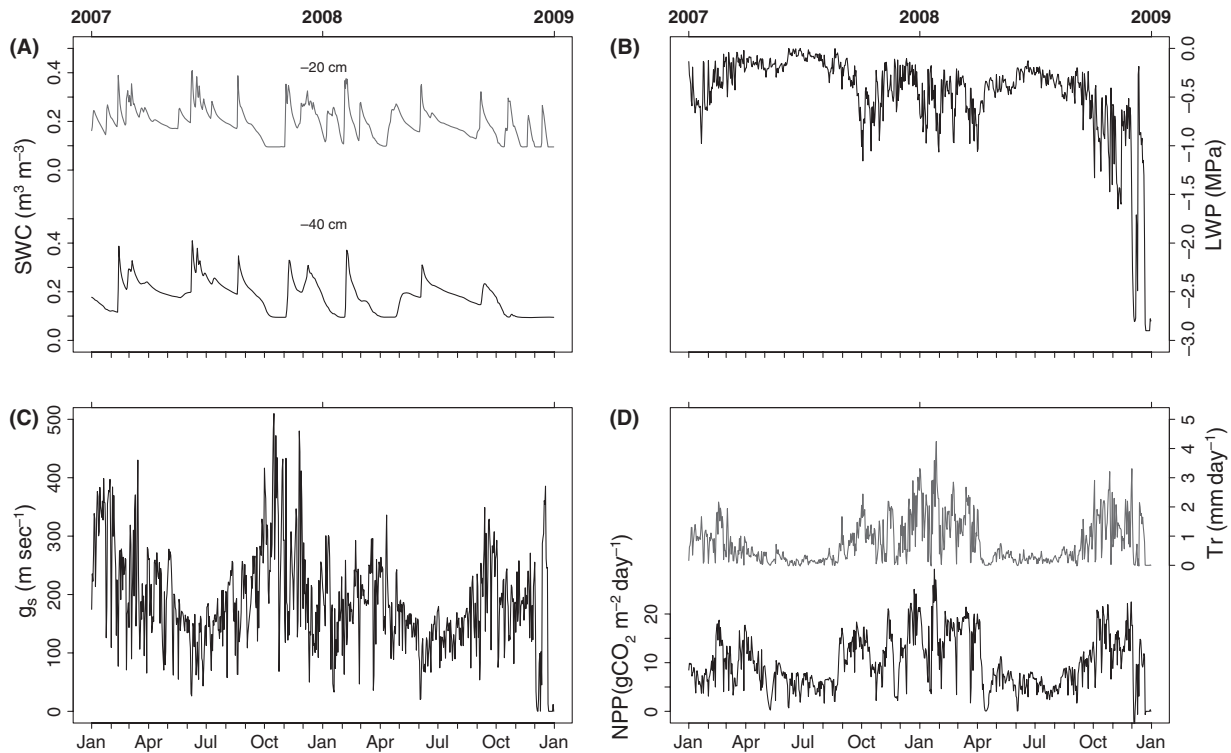 2007 2008 2009
2007 2008 2009
(A)
SWC (m³ m⁻³)
0.4
0.2
0.0
−20 cm
0.4
0.2
0.0
−40 cm
(B)
0.0
−0.5
−1.0
−1.5
−2.0
−2.5
−3.0
LWP (MPa)
(C)
gₛ (m sec⁻¹)
500
400
300
200
100
0
Jan Apr Jul Oct Jan Apr Jul Oct Jan
(D)
5
4
3
2
1
0
Tr (mm day⁻¹)
NPP(gCO₂ m⁻² day⁻¹)
20
10
0
Jan Apr Jul Oct Jan Apr Jul Oct Jan